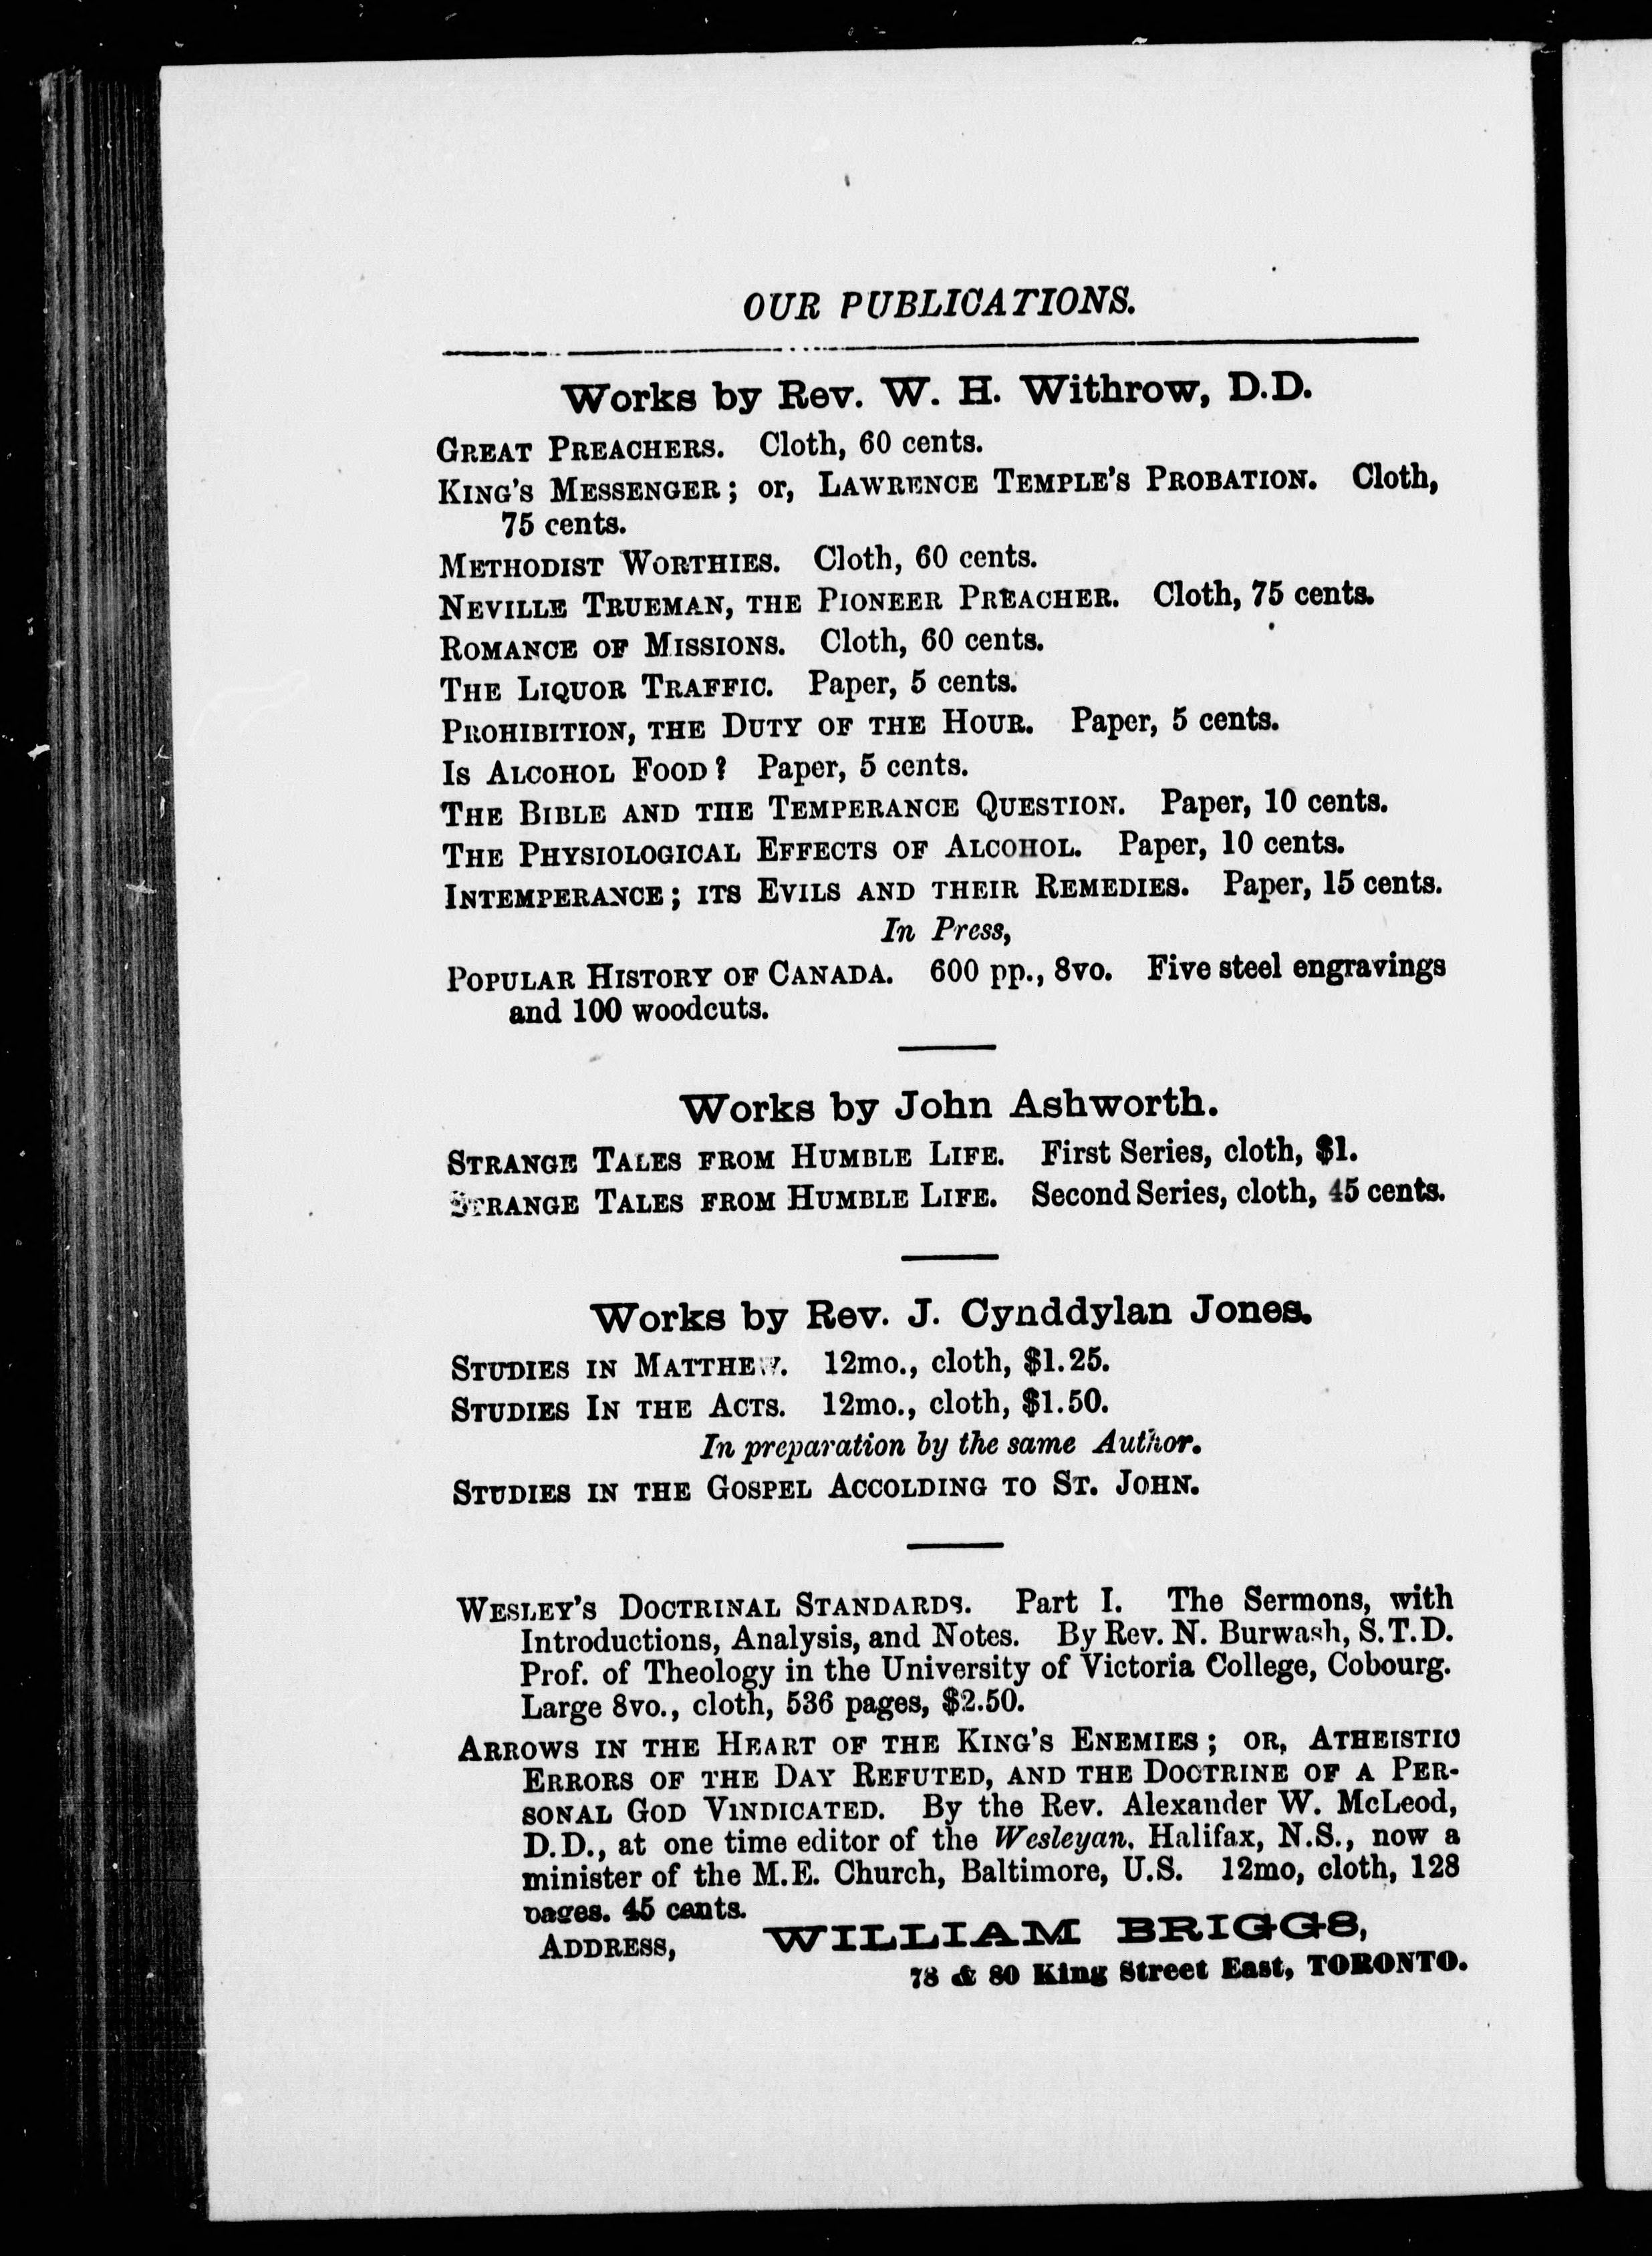 OUR PUBLICATIONS.
Works by Rev. W. H. Withrow, D.D.
GREAT PREACHERS. Cloth, 60 cents.
KING'S MESSENGER; or, LAWRENCE TEMPLE'S PROBATION. Cloth,
75 cents.
METHODIST WORTHIES. Cloth, 60 cents.
NEVILLE TRUEMAN, THE PIONEER PREACHER. Cloth, 75 cents.
ROMANCE OF MISSIONS. Cloth, 60 cents.
THE LIQUOR TRAFFIC. Paper, 5 cents.
PROHIBITION, THE DUTY OF THE HOUR. Paper, 5 cents.
IS ALCOHOL FOOD? Paper, 5 cents.
THE BIBLE AND THE TEMPERANCE QUESTION. Paper, 10 cents.
THE PHYSIOLOGICAL EFFECTS OF ALCOHOL. Paper, 10 cents.
INTEMPERANCE; ITS EVILS AND THEIR REMEDIES. Paper, 15 cents.
In Press,
POPULAR HISTORY OF CANADA. 600 pp., 8vo. Five steel engravings
and 100 woodcuts.
Works by John Ashworth.
STRANGE TALES FROM HUMBLE LIFE. First Series, cloth, $1.
STRANGE TALES FROM HUMBLE LIFE. Second Series, cloth, 45 cents.
Works by Rev. J. Cynddylan Jones.
STUDIES IN MATTHEW. 12mo., cloth, $1.25.
STUDIES IN THE ACTS. 12mo., cloth, $1.50.
In preparation by the same Author.
STUDIES IN THE GOSPEL ACCOLDING TO ST. JOHN.
WESLEY'S DOCTRINAL STANDARDS. Part I. The Sermons, with
Introductions, Analysis, and Notes. By Rev. N. Burwash, S.T.D.
Prof. of Theology in the University of Victoria College, Cobourg.
Large 8vo., cloth, 536 pages, $2.50.
ARROWS IN THE HEART OF THE KING'S ENEMIES; OR, ATHEISTIC
ERRORS OF THE DAY REFUTED, AND THE DOCTRINE OF A PER-
SONAL GOD VINDICATED. By the Rev. Alexander W. McLeod,
D.D., at one time editor of the Wesleyan, Halifax, N.S., now a
minister of the M.E. Church, Baltimore, U.S. 12mo, cloth, 128
pages. 45 cents.
ADDRESS, WILLIAM BRIGGS,
78 & 80 King Street East, TORONTO.